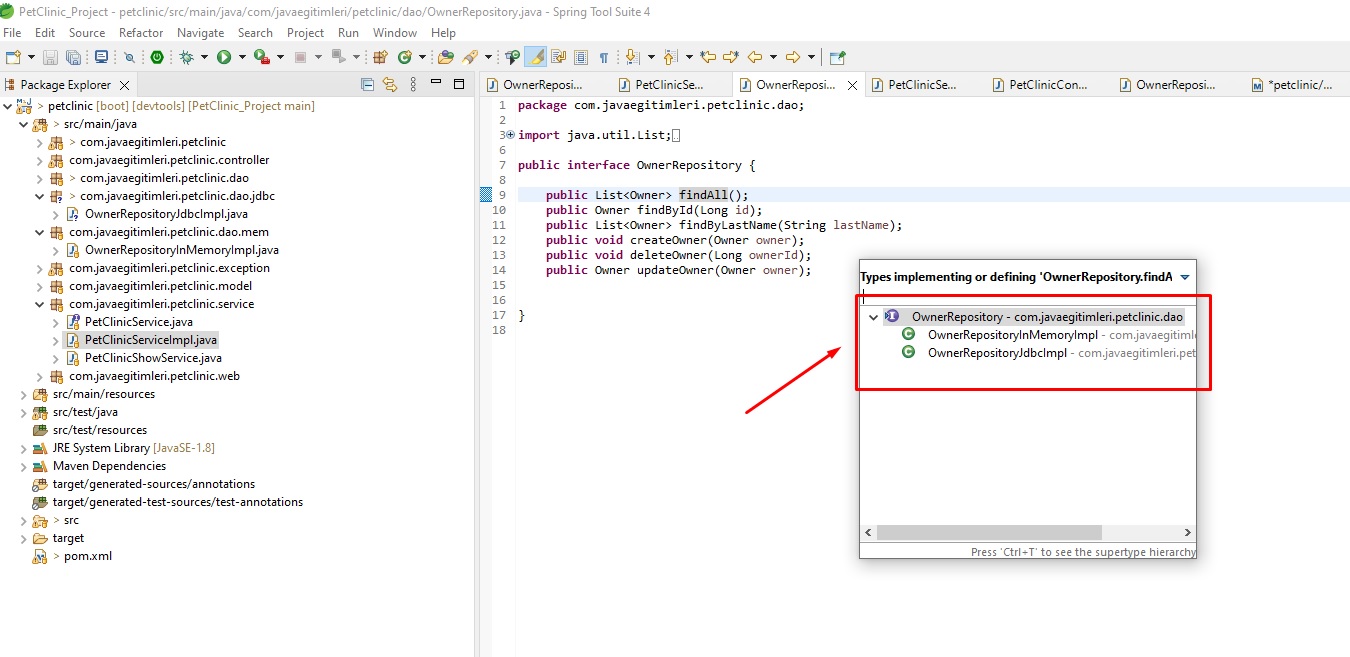 PetClinic_Project - petclinic/src/main/java/com/javaegitimleri/petclinic/dao/OwnerRepository.java - Spring Tool Suite 4
File Edit Source Refactor Navigate Search Project Run Window Help
Package Explorer
petclinic [boot] [devtools] [PetClinic_Project main]
> src/main/java
> com.javaegitimleri.petclinic
com.javaegitimleri.petclinic.controller
> com.javaegitimleri.petclinic.dao
> com.javaegitimleri.petclinic.dao.jdbc
OwnerRepositoryJdbcImpl.java
com.javaegitimleri.petclinic.dao.mem
OwnerRepositoryInMemoryImpl.java
com.javaegitimleri.petclinic.exception
com.javaegitimleri.petclinic.model
com.javaegitimleri.petclinic.service
PetClinicService.java
PetClinicServiceImpl.java
PetClinicShowService.java
com.javaegitimleri.petclinic.web
src/main/resources
src/test/java
src/test/resources
JRE System Library [JavaSE-1.8]
Maven Dependencies
target/generated-sources/annotations
target/generated-test-sources/test-annotations
> src
target
> pom.xml
OwnerReposi... PetClinicSe... OwnerReposi... PetClinicSe... PetClinicCon... OwnerReposi... *petclinic/...
1 package com.javaegitimleri.petclinic.dao;
2
3 import java.util.List;
6
7 public interface OwnerRepository {
8
9 public List<Owner> findAll();
10 public Owner findById(Long id);
11 public List<Owner> findByLastName(String lastName);
12 public void createOwner(Owner owner);
13 public void deleteOwner(Long ownerId);
14 public Owner updateOwner(Owner owner);
15
16
17 }
18
Types implementing or defining 'OwnerRepository.findA
OwnerRepository - com.javaegitimleri.petclinic.dao
OwnerRepositoryInMemoryImpl - com.javaegitiml
OwnerRepositoryJdbcImpl - com.javaegitimleri.pet
Press 'Ctrl+T' to see the supertype hierarchy